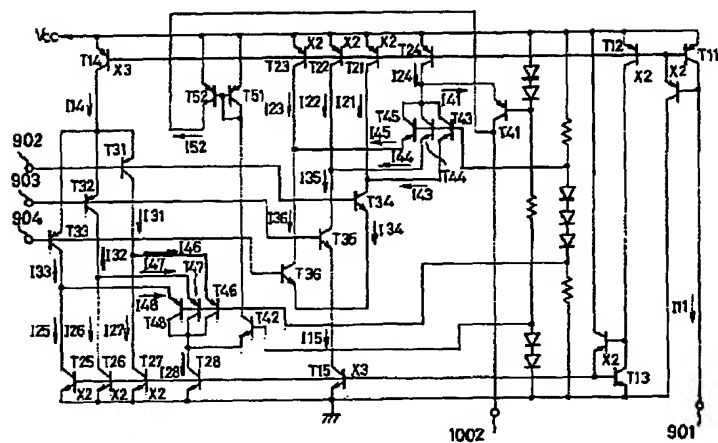 Vcc
T14 X3
T52 T51
T23 X2
T22 X2
T21 X2
T24
T12 X2
X2 T11
I14
I52
I23 I22 I21
I24 I41
T45 T43
I45
I44 T44
I43
T41
902
903
904
T31
T32
T33
I31
I32
I33
I35
I36
T34
T35
T36
I34
I46
I47 T47
T46
I48
T48
T42
I25 I26 I27
I28
I15
I11
T25 X2
T26 X2
T27 X2
T28
T15 X3
X2 T13
1002
901